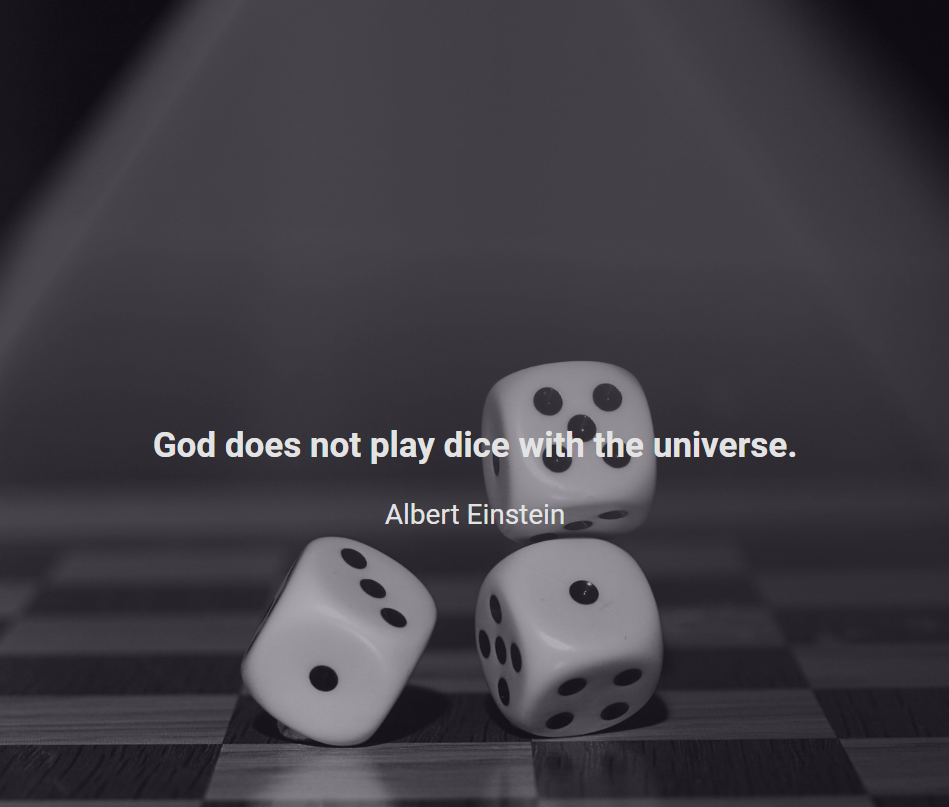 God does not play dice with the universe.
Albert Einstein